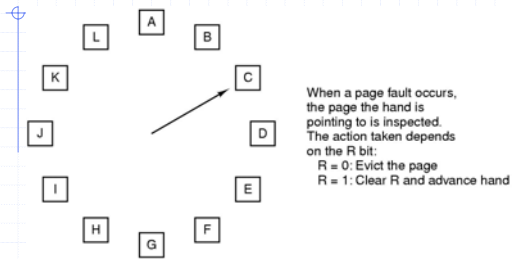 A
L
B
K
C
J
D
I
E
H
F
G
When a page fault occurs,
the page the hand is
pointing to is inspected.
The action taken depends
on the R bit:
R = 0: Evict the page
R = 1: Clear R and advance hand